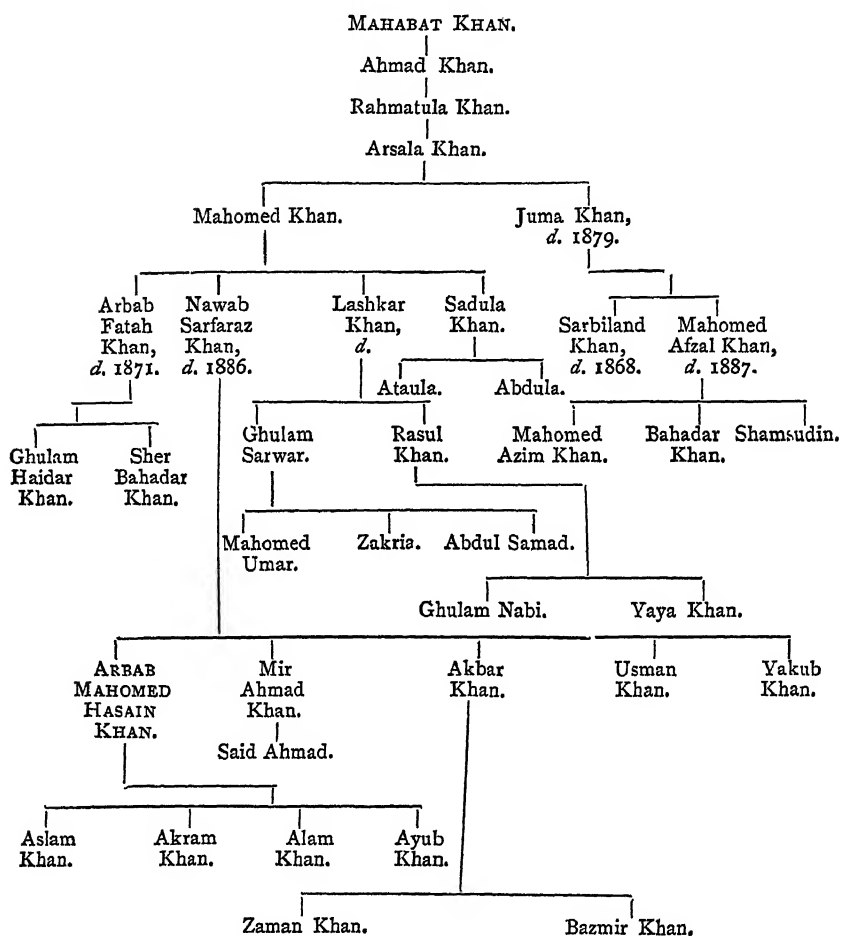 MAHABAT KHAN.
Ahmad Khan.
Rahmatula Khan.
Arsala Khan.
Mahomed Khan.
Juma Khan,
d. 1879.
Arbab
Fatah
Khan,
d. 1871.
Nawab
Sarfaraz
Khan,
d. 1886.
Lashkar
Khan,
d.
Sadula
Khan.
Sarbiland
Khan,
d. 1868.
Mahomed
Afzal Khan,
d. 1887.
Ataula.
Abdula.
Ghulam
Haidar
Khan.
Sher
Bahadar
Khan.
Ghulam
Sarwar.
Rasul
Khan.
Mahomed
Azim Khan.
Bahadar
Khan.
Shamsudin.
Mahomed
Umar.
Zakria.
Abdul Samad.
Ghulam Nabi.
Yaya Khan.
ARBAB
MAHOMED
HASAIN
KHAN.
Mir
Ahmad
Khan.
Akbar
Khan.
Usman
Khan.
Yakub
Khan.
Said Ahmad.
Aslam
Khan.
Akram
Khan.
Alam
Khan.
Ayub
Khan.
Zaman Khan.
Bazmir Khan.